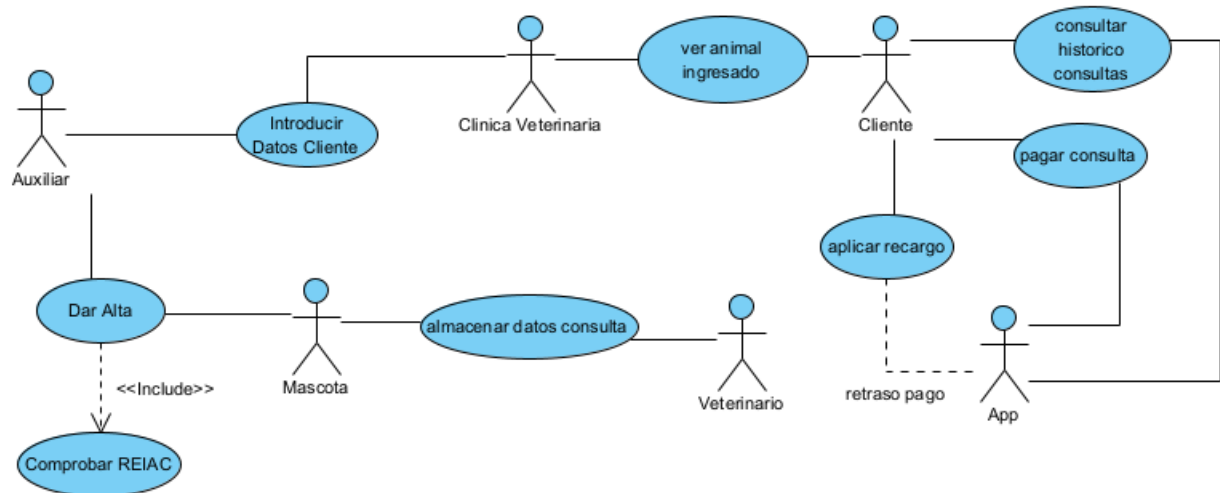 consultar
historico
consultas
ver animal
ingresado
Introducir
Datos Cliente
Clinica Veterinaria
Cliente
pagar consulta
Auxiliar
aplicar recargo
Dar Alta
almacenar datos consulta
<<Include>>
Mascota
Veterinario
retraso pago
App
Comprobar REIAC